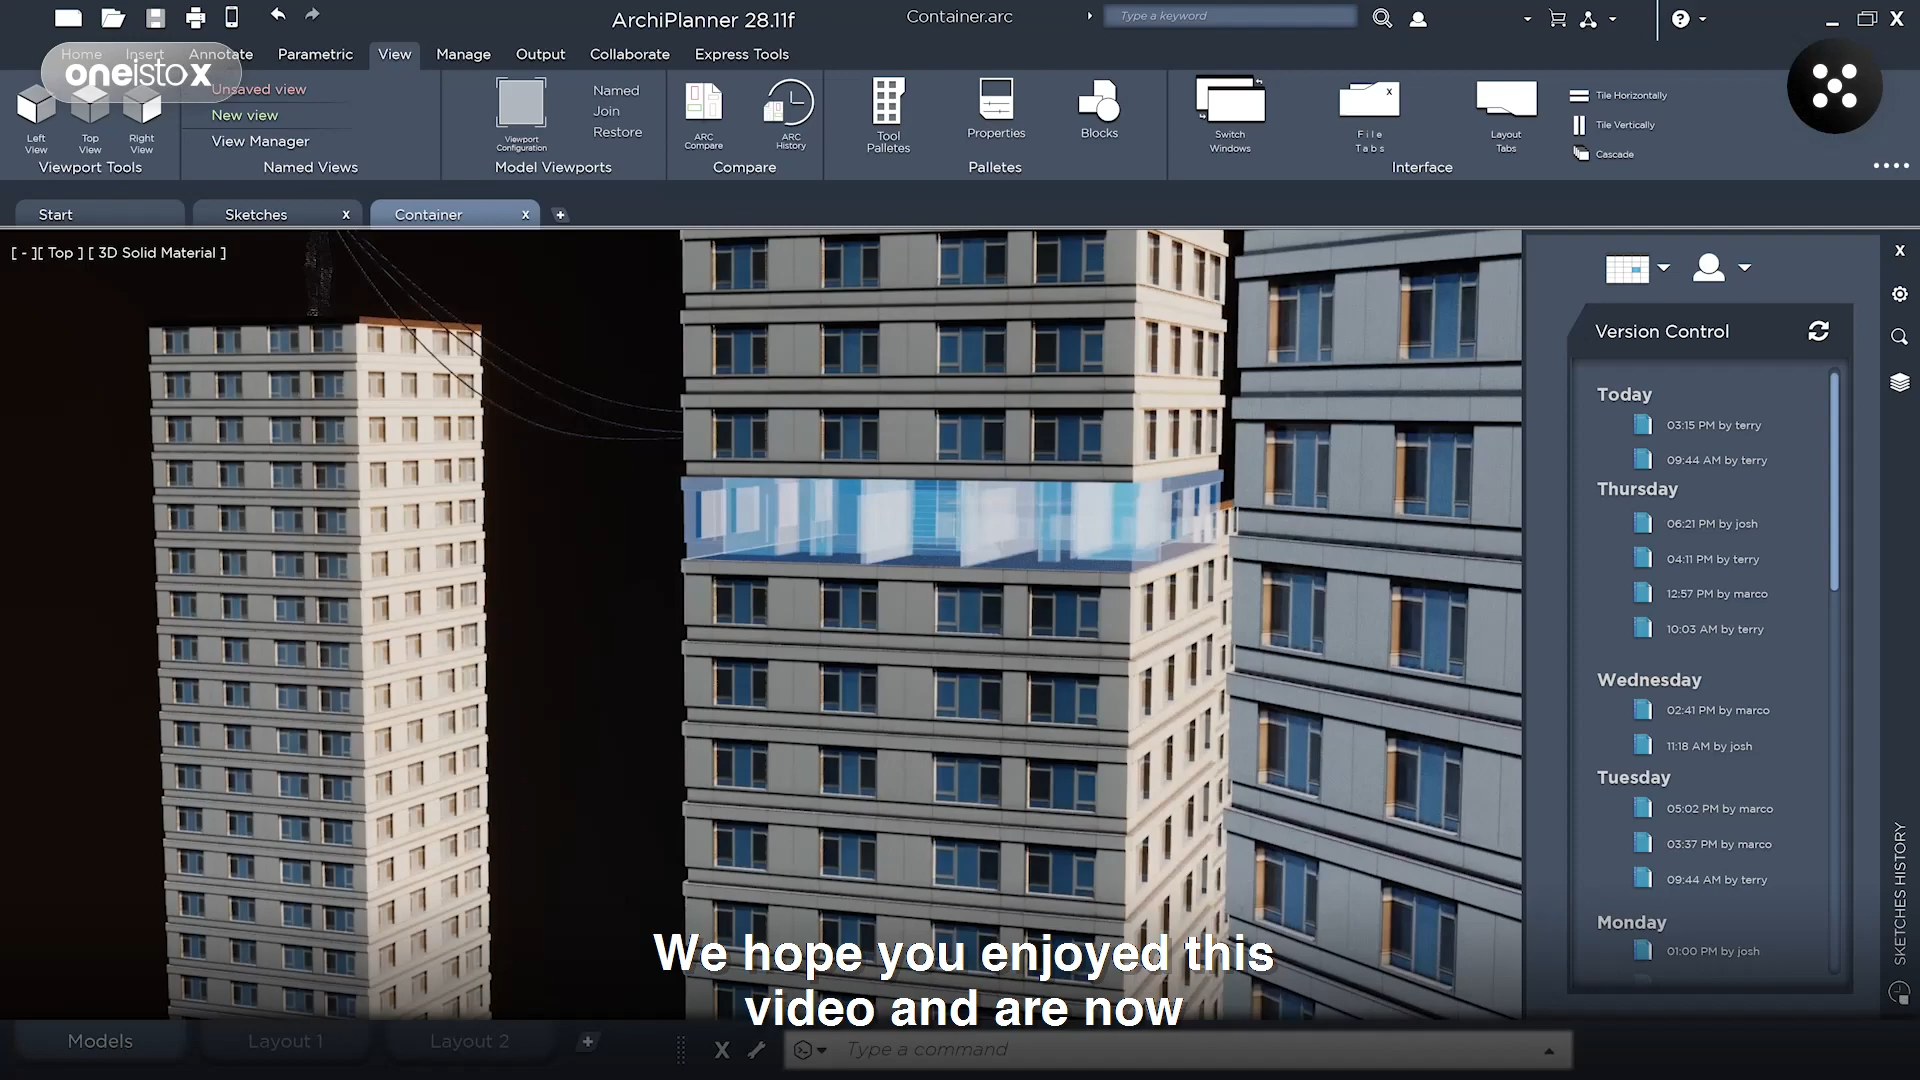 ArchiPlanner 28.11f
Container.arc
Type a keyword
?
Home Insert Annotate Parametric View Manage Output Collaborate Express Tools
oneistox
Left View
Top View
Right View
Viewport Tools
Unsaved view
New view
View Manager
Named Views
Viewport Configuration
Named
Join
Restore
Model Viewports
ARC Compare
ARC History
Compare
Tool Palletes
Properties
Blocks
Palletes
Switch Windows
File Tabs
Layout Tabs
Tile Horizontally
Tile Vertically
Cascade
Interface
Start
Sketches x
Container x
[ - ][ Top ] [ 3D Solid Material ]
Version Control
Today
03:15 PM by terry
09:44 AM by terry
Thursday
06:21 PM by josh
04:11 PM by terry
12:57 PM by marco
10:03 AM by terry
Wednesday
02:41 PM by marco
11:18 AM by josh
Tuesday
05:02 PM by marco
03:37 PM by marco
09:44 AM by terry
Monday
01:00 PM by josh
SKETCHES HISTORY
We hope you enjoyed this
video and are now
Models
Layout 1
Layout 2
Type a command